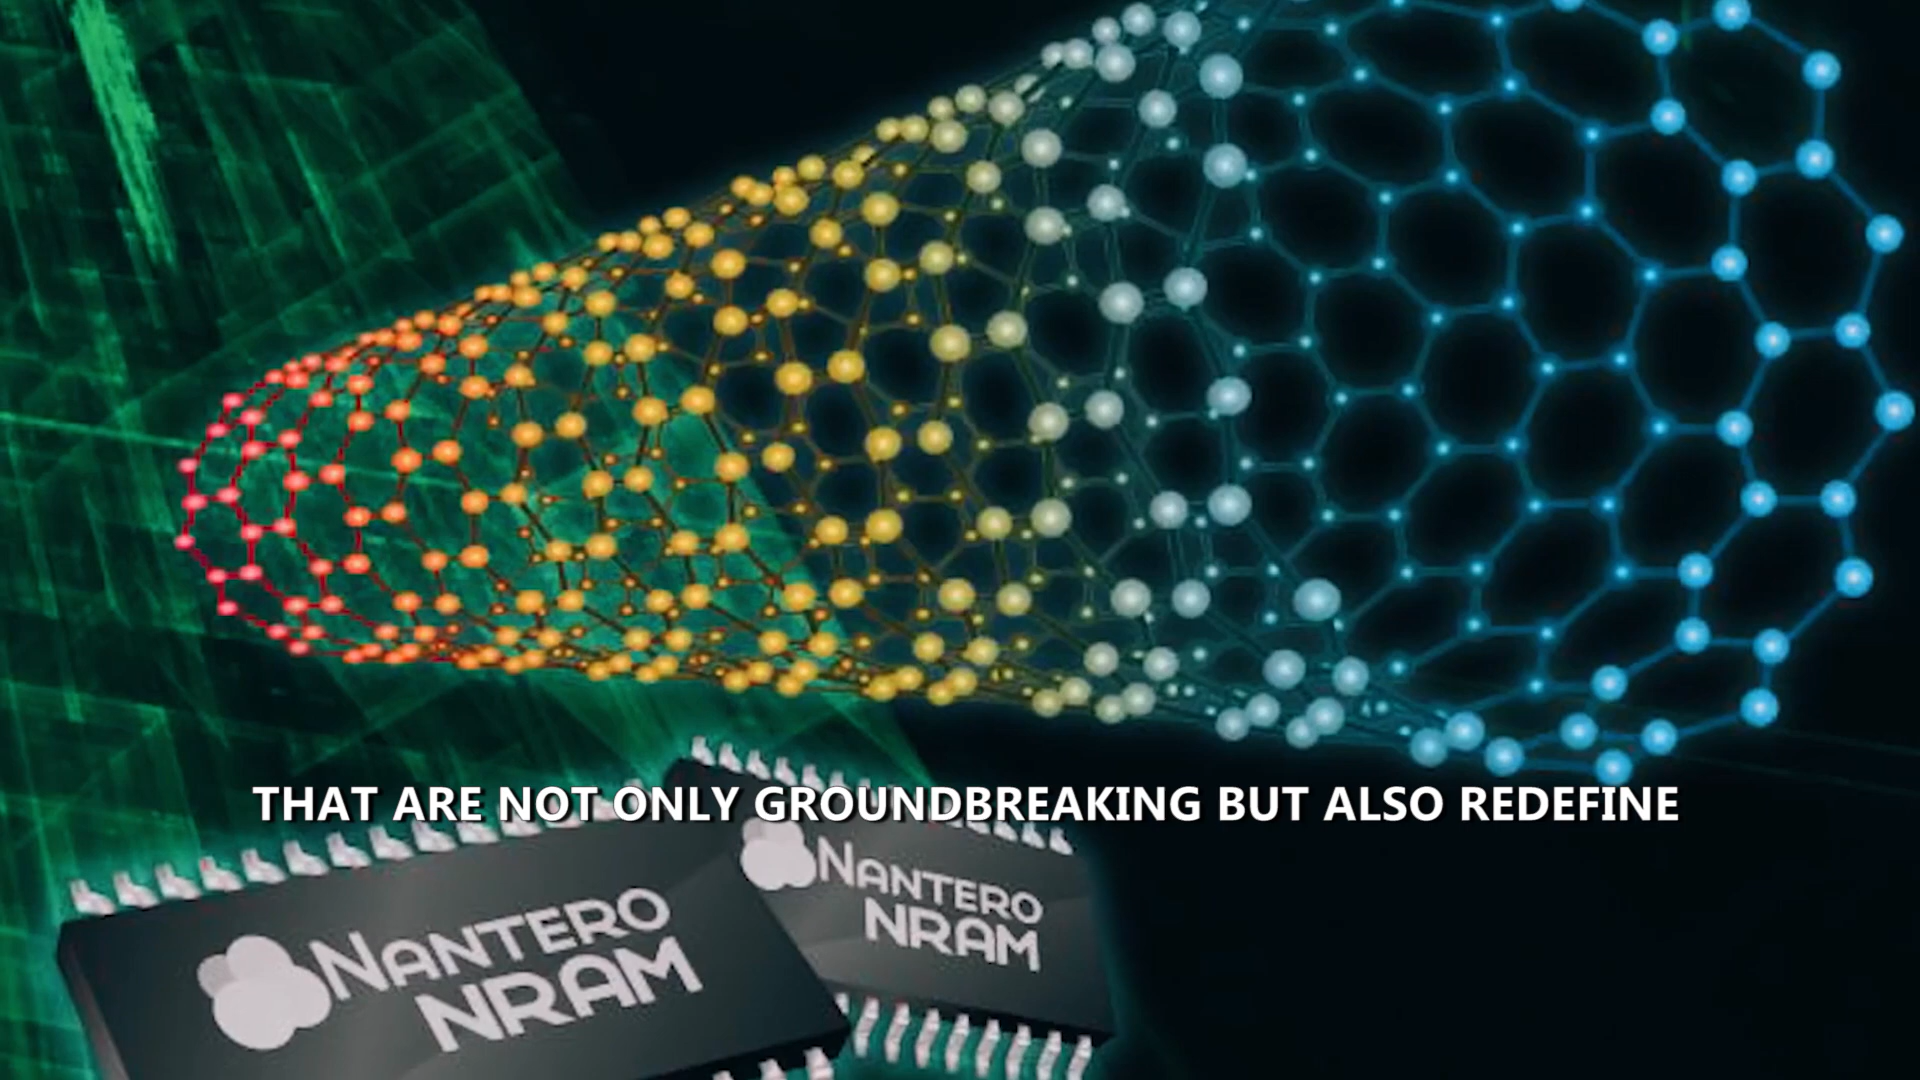 THAT ARE NOT ONLY GROUNDBREAKING BUT ALSO REDEFINE
NANTERO
NRAM
NANTERO
NRAM